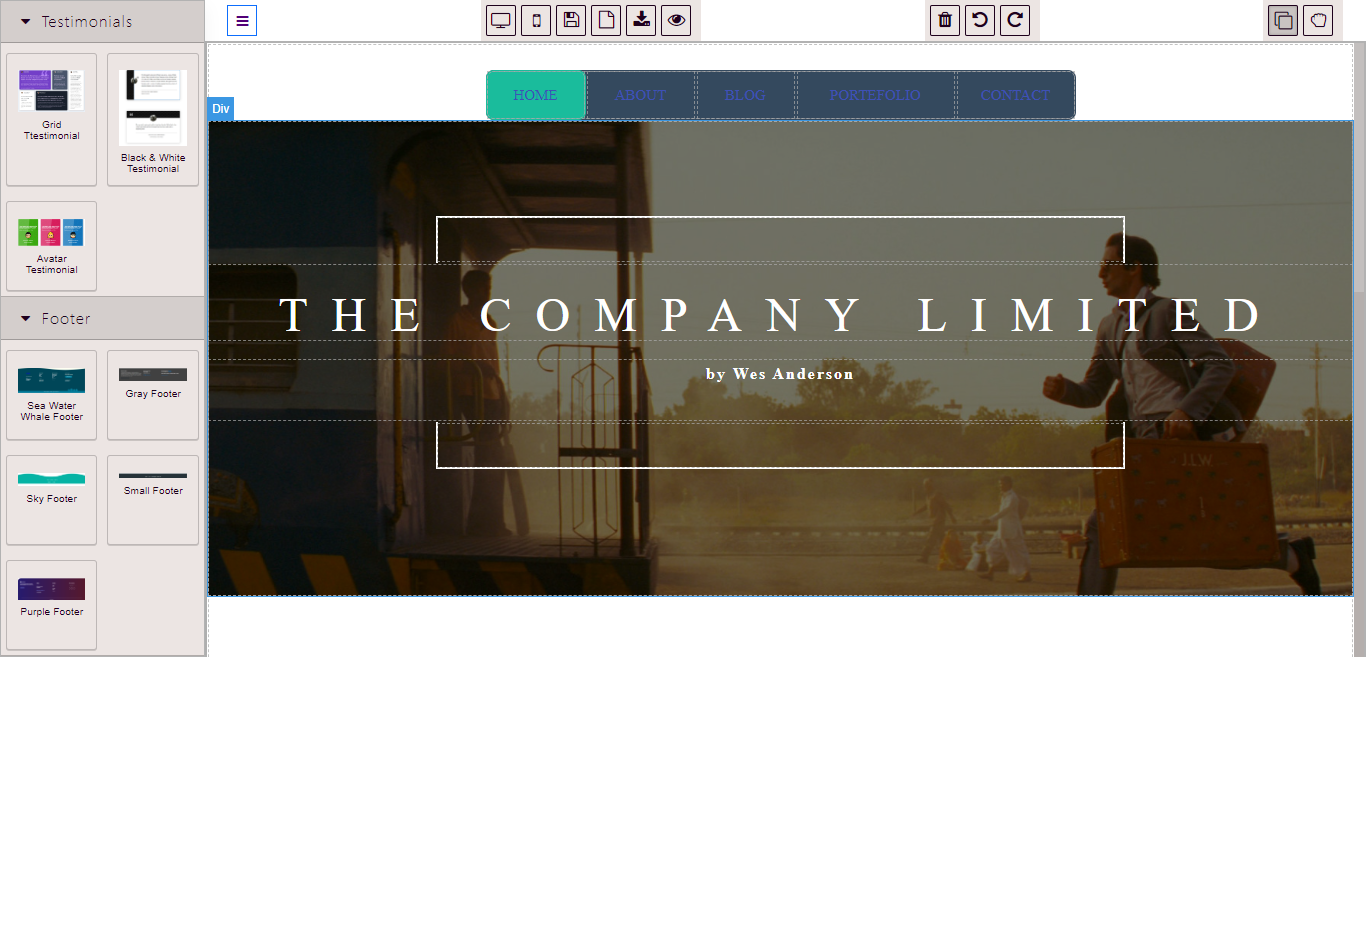 Testimonials
Grid
Ttestimonial
Black & White
Testimonial
Avatar
Testimonial
Footer
Sea Water
Whale Footer
Gray Footer
Sky Footer
Small Footer
Purple Footer
HOME
ABOUT
BLOG
PORTEFOLIO
CONTACT
Div
THE COMPANY LIMITED
by Wes Anderson
J.L.W